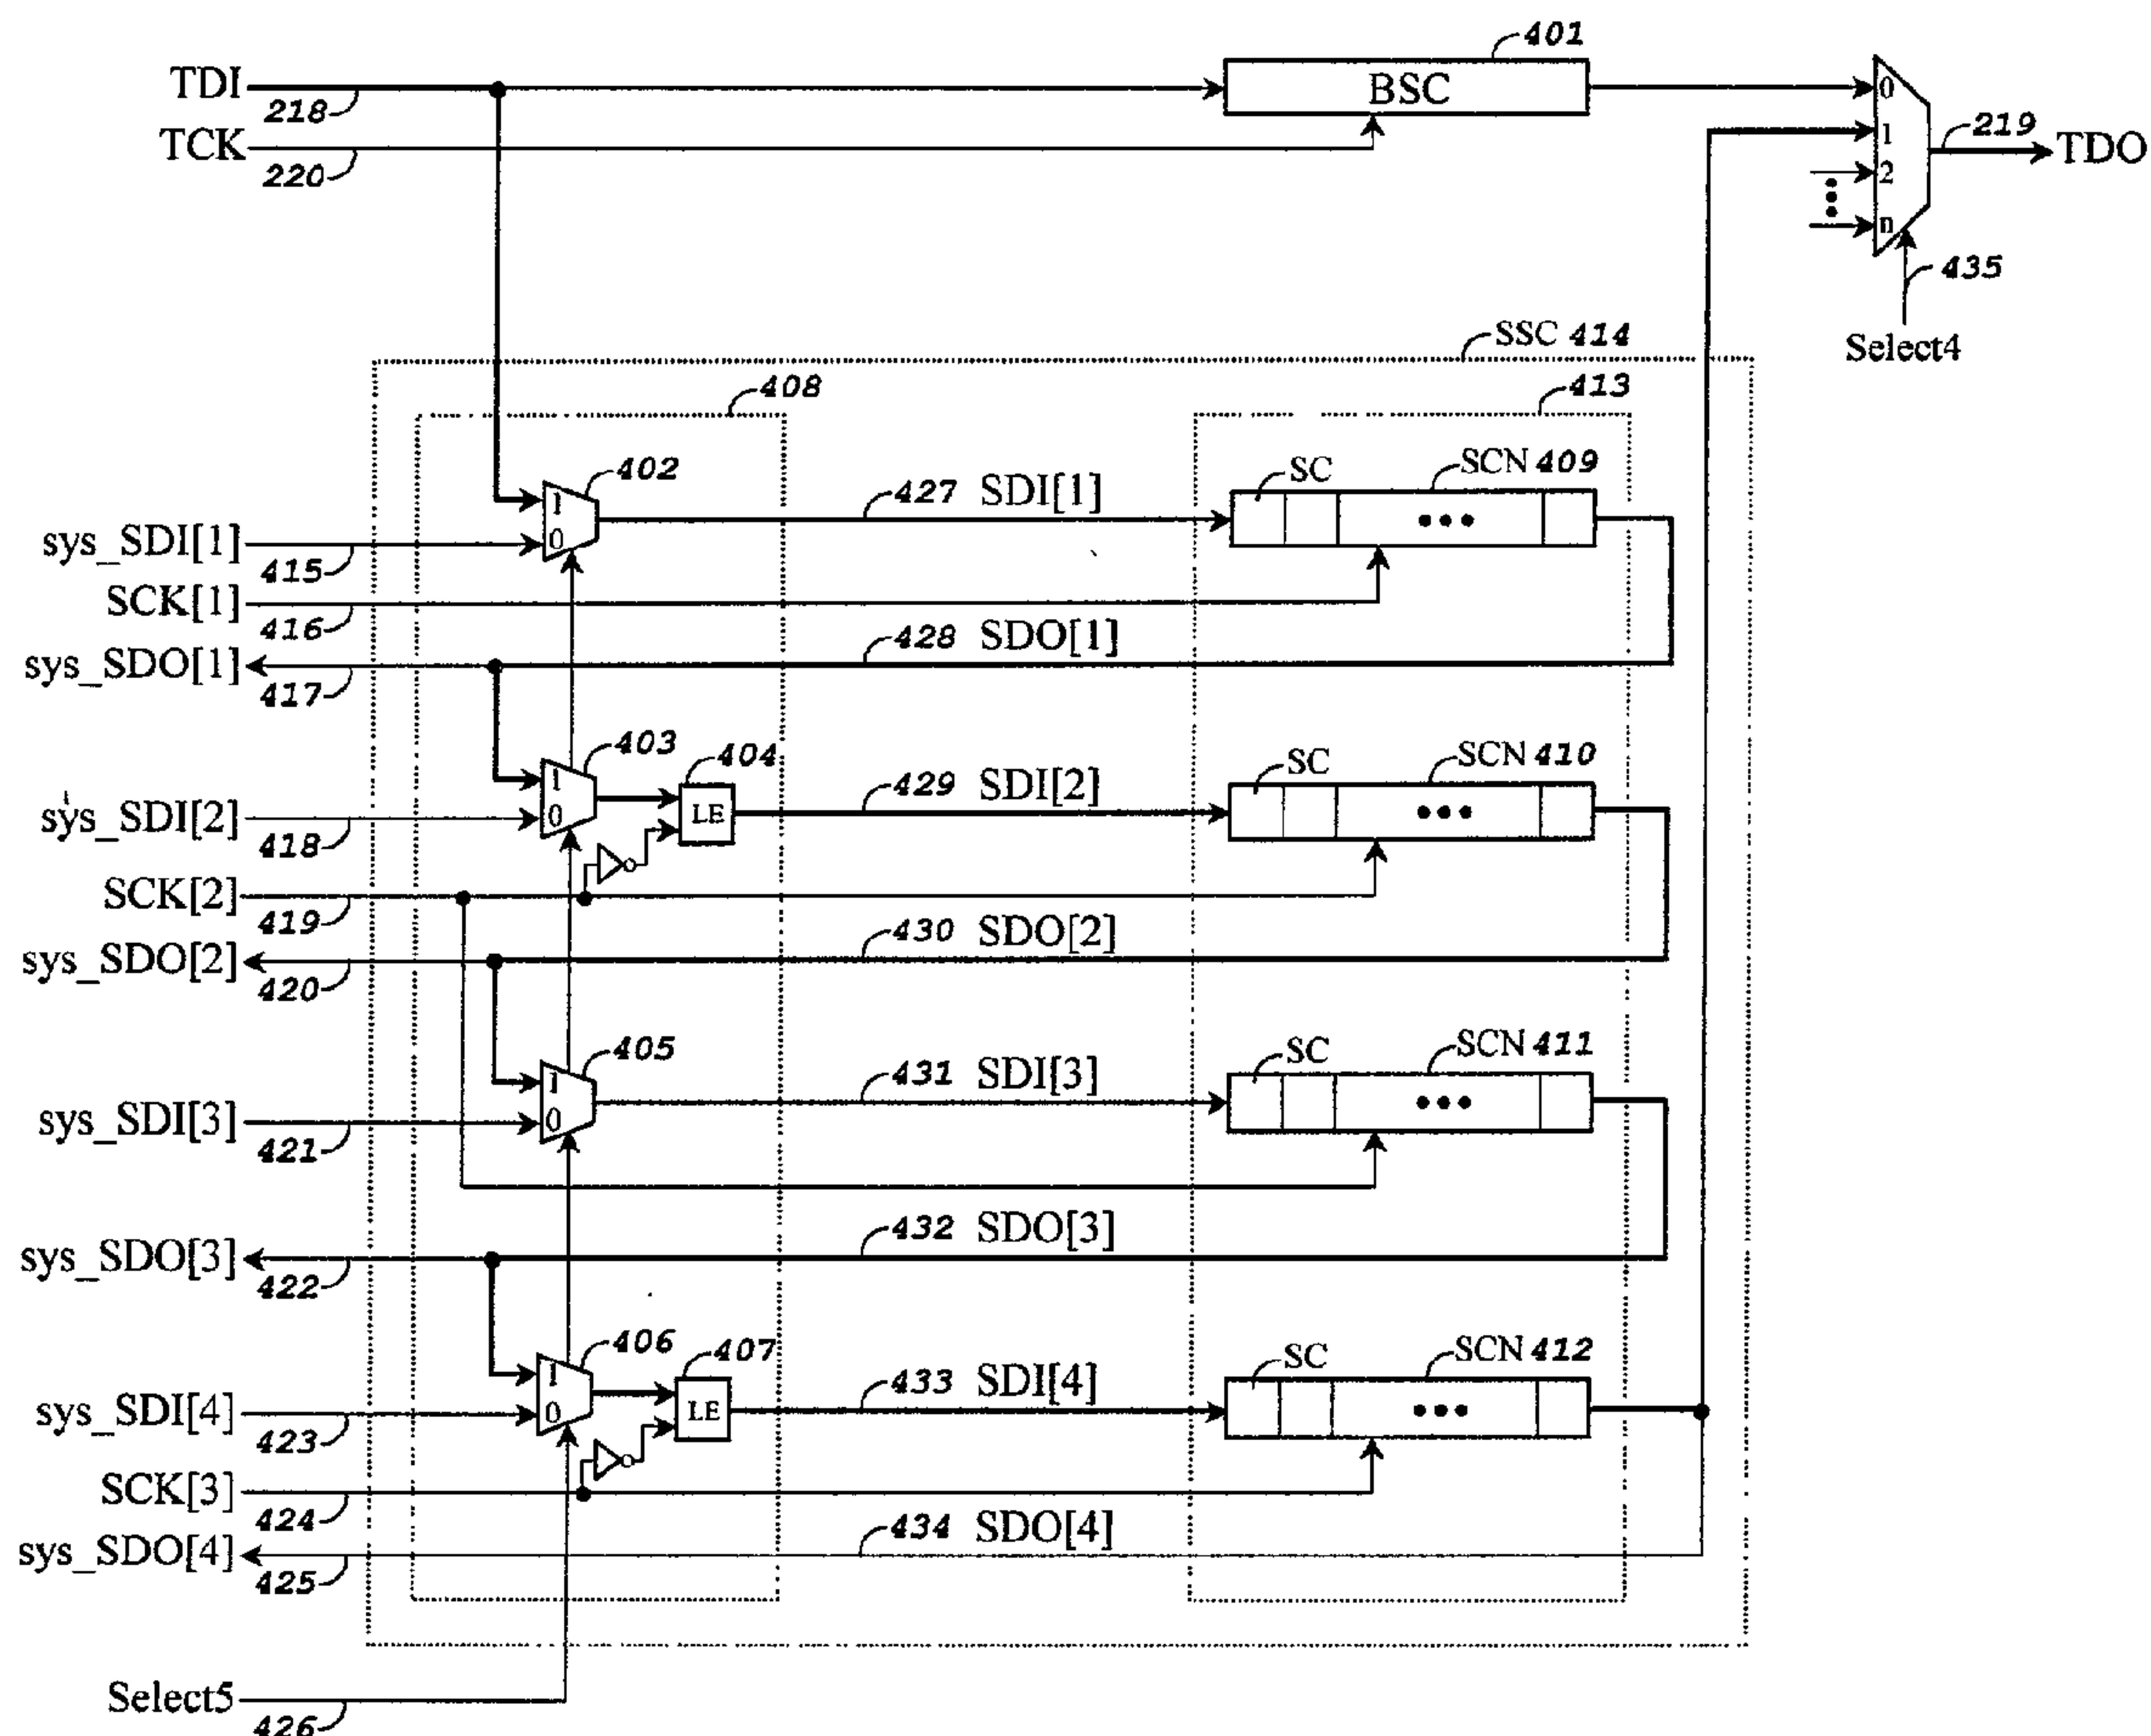 401
TDI
218
BSC
0
TCK
220
1
219
TDO
2
n
435
Select4
SSC 414
408
413
402
1
0
427 SDI[1]
SC
SCN 409
sys_SDI[1]
415
SCK[1]
416
428 SDO[1]
sys_SDO[1]
417
403
404
1
0
LE
429 SDI[2]
SC
SCN 410
sys_SDI[2]
418
SCK[2]
419
430 SDO[2]
sys_SDO[2]
420
405
1
0
431 SDI[3]
SC
SCN 411
sys_SDI[3]
421
432 SDO[3]
sys_SDO[3]
422
406
407
1
0
LE
433 SDI[4]
SC
SCN 412
sys_SDI[4]
423
SCK[3]
424
434 SDO[4]
sys_SDO[4]
425
Select5
426